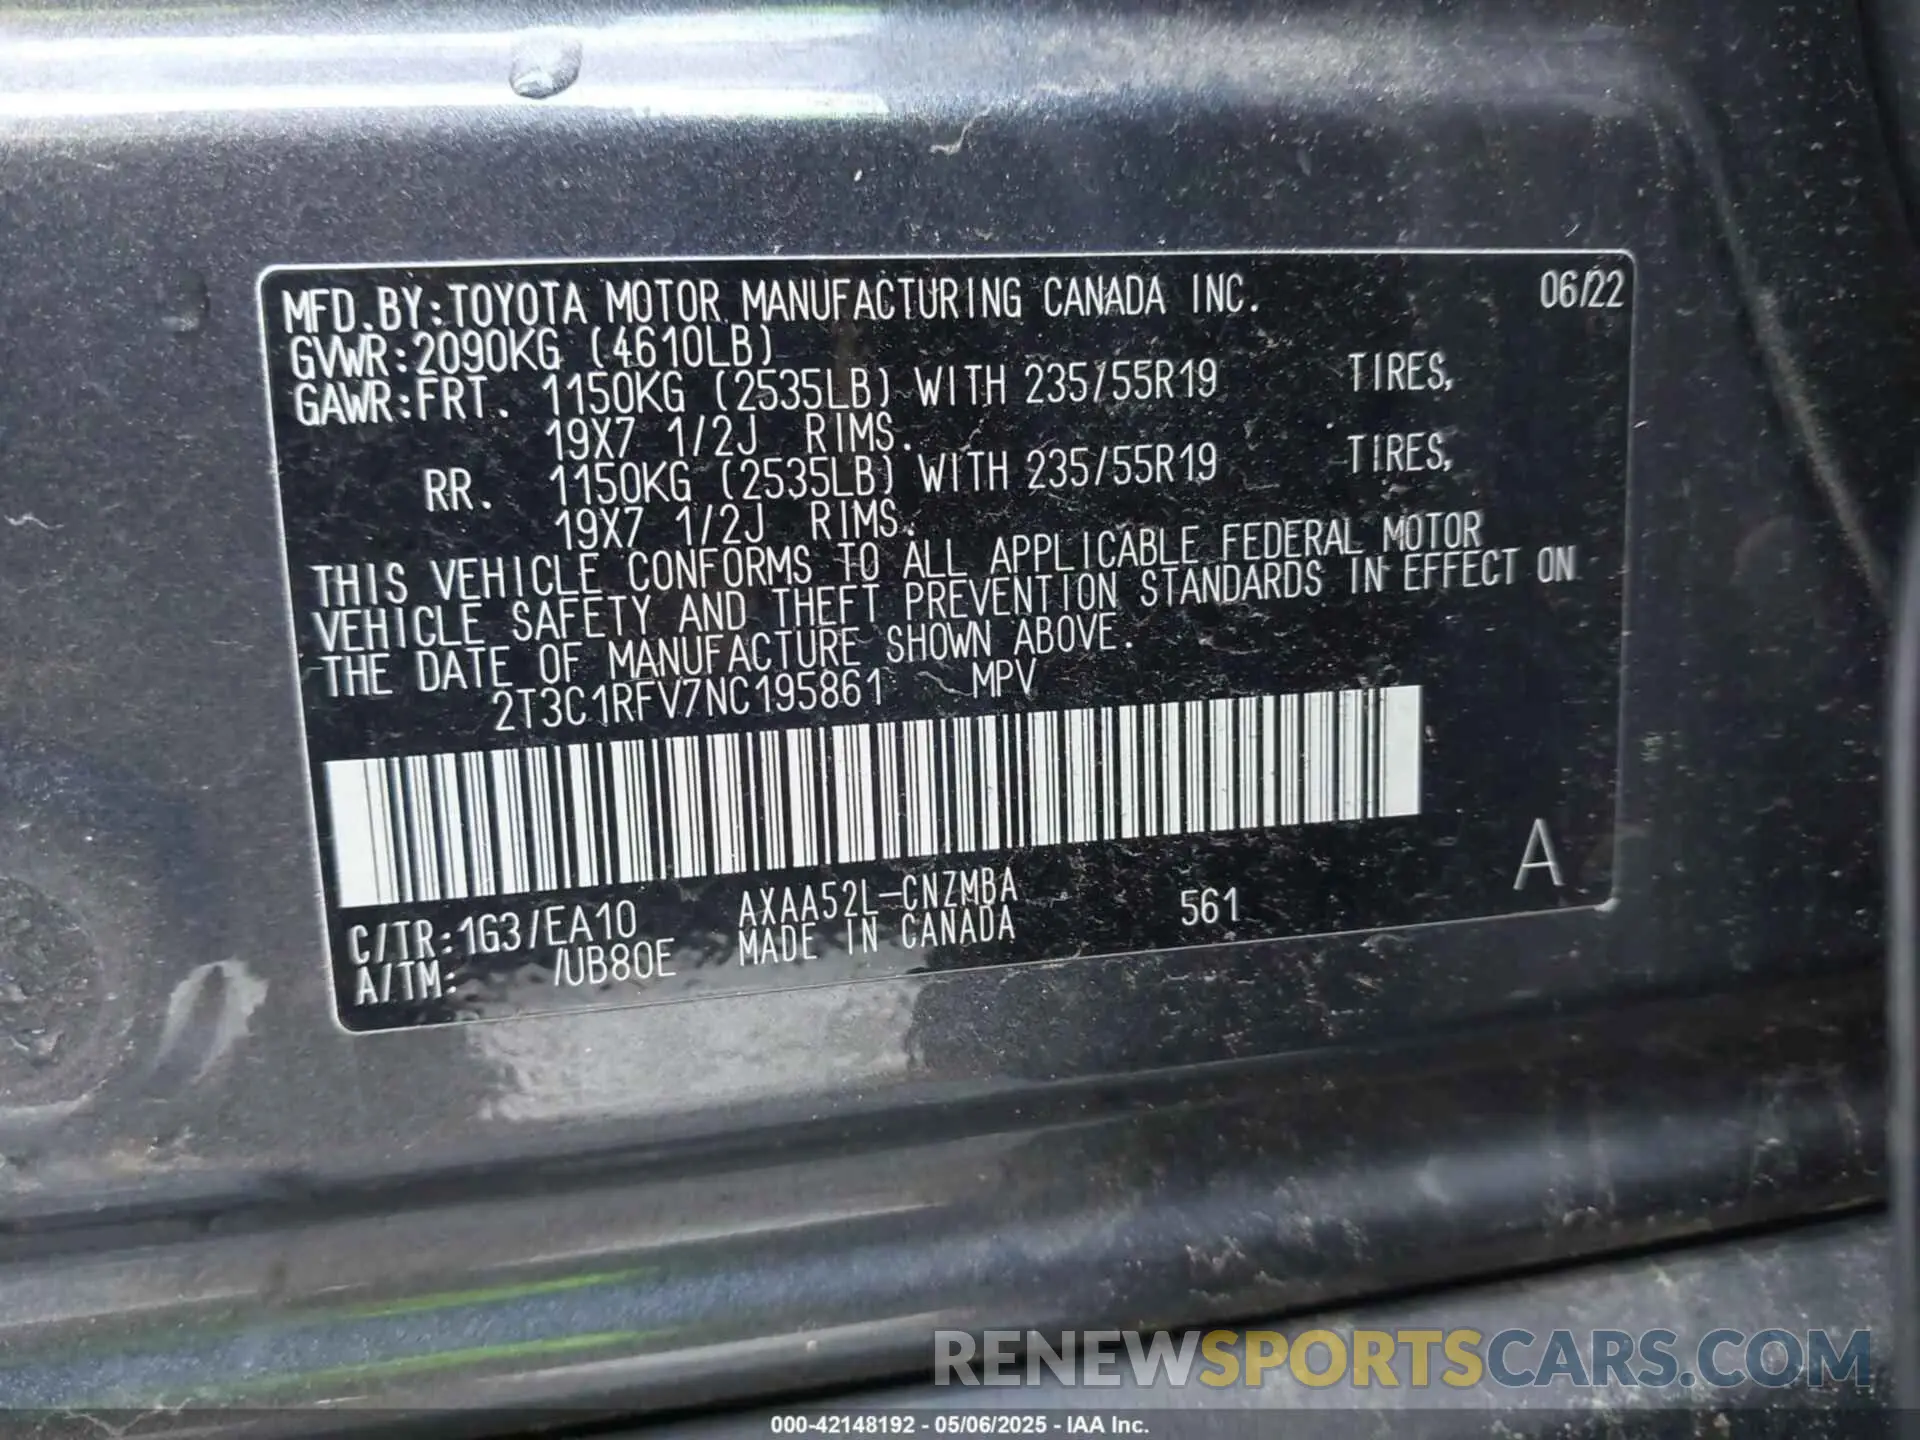 MFD.BY:TOYOTA MOTOR MANUFACTURING CANADA INC. 06/22
GVWR:2090KG (4610LB)
GAWR:FRT. 1150KG (2535LB) WITH 235/55R19 TIRES,
19X7 1/2J RIMS.
RR. 1150KG (2535LB) WITH 235/55R19 TIRES,
19X7 1/2J RIMS.
THIS VEHICLE CONFORMS TO ALL APPLICABLE FEDERAL MOTOR
VEHICLE SAFETY AND THEFT PREVENTION STANDARDS IN EFFECT ON
THE DATE OF MANUFACTURE SHOWN ABOVE.
2T3C1RFV7NC195861 MPV
C/TR:1G3/EA10 AXAA52L-CNZMBA 561 A
A/TM: /UB80E MADE IN CANADA
RENEWSPORTSCARS.COM
000-42148192 - 05/06/2025 - IAA Inc.